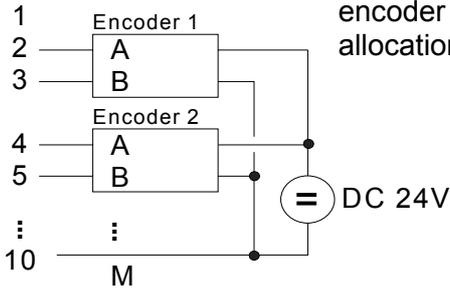 1
Encoder 1
encoder
2 A
allocation
3 B
Encoder 2
4 A
5 B
= DC 24V
⋮ ⋮
10
M